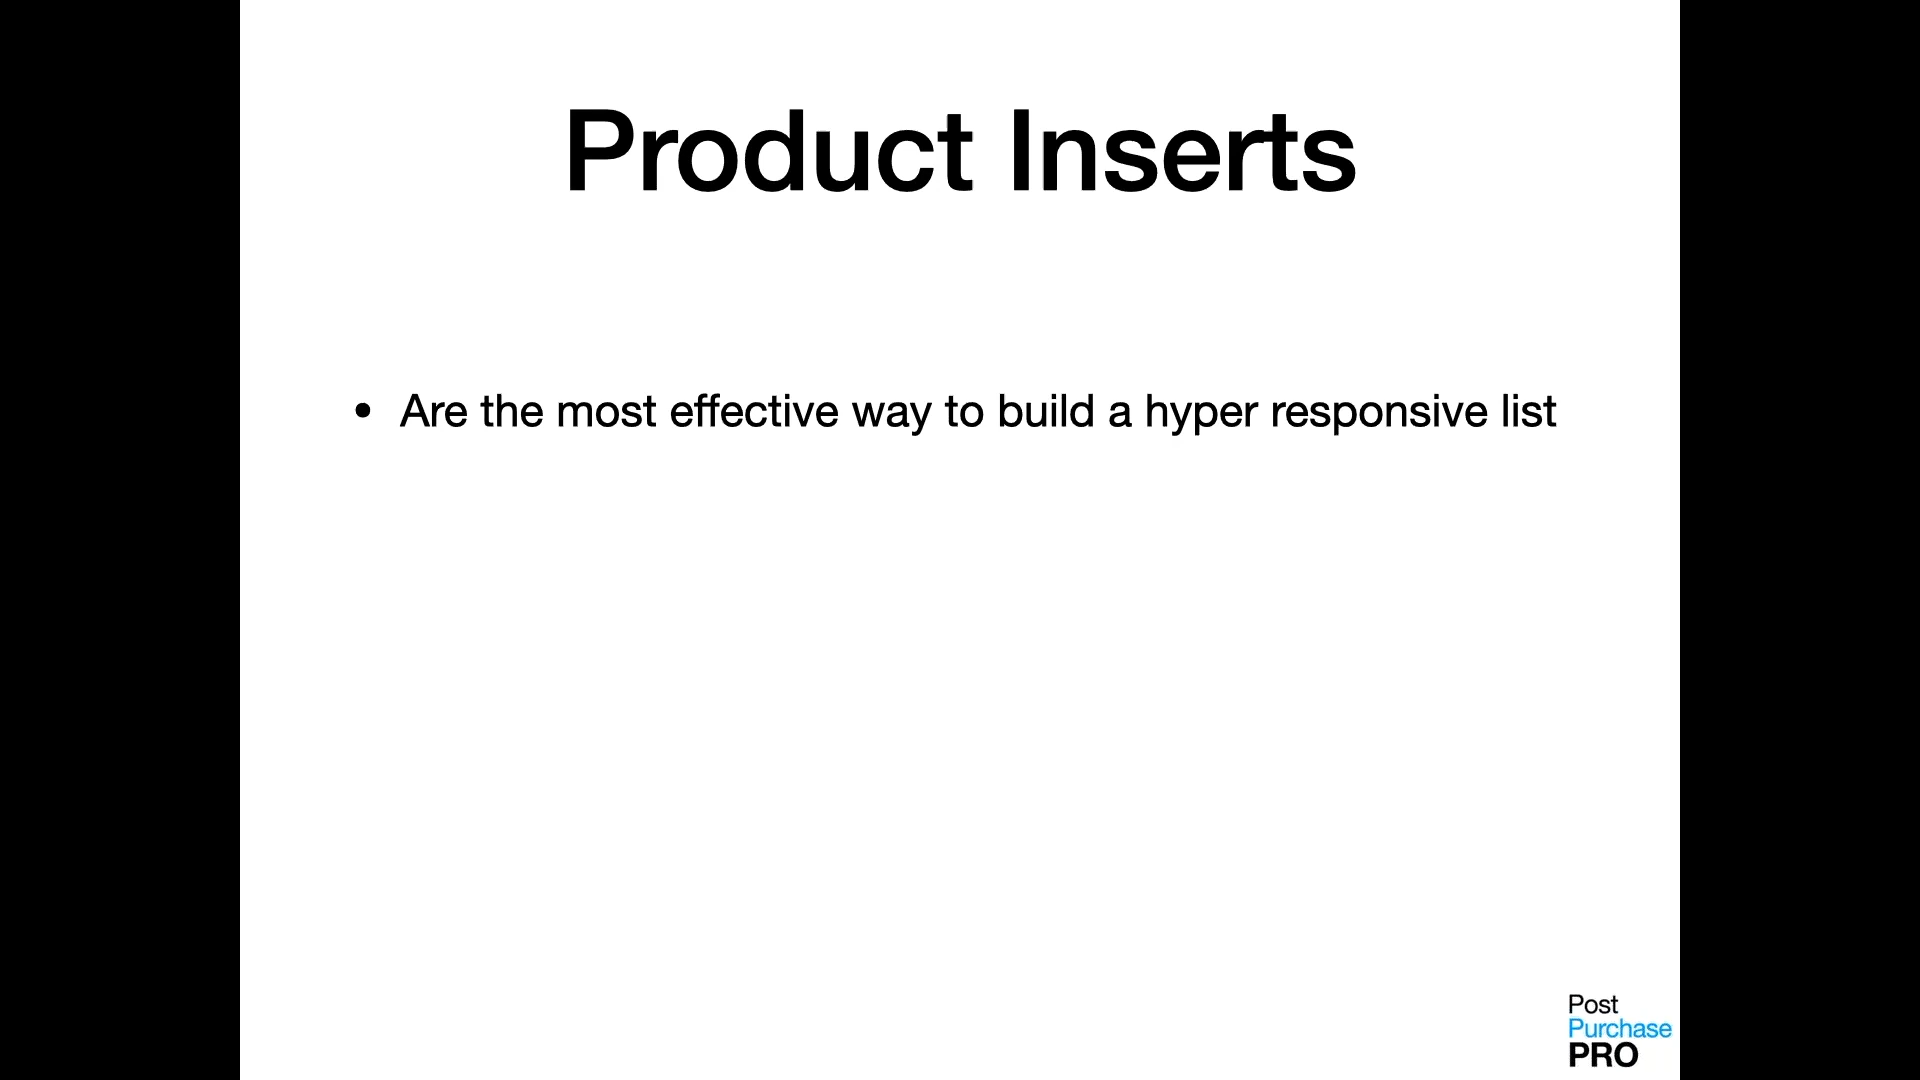 Product Inserts
• Are the most effective way to build a hyper responsive list
Post
Purchase
PRO